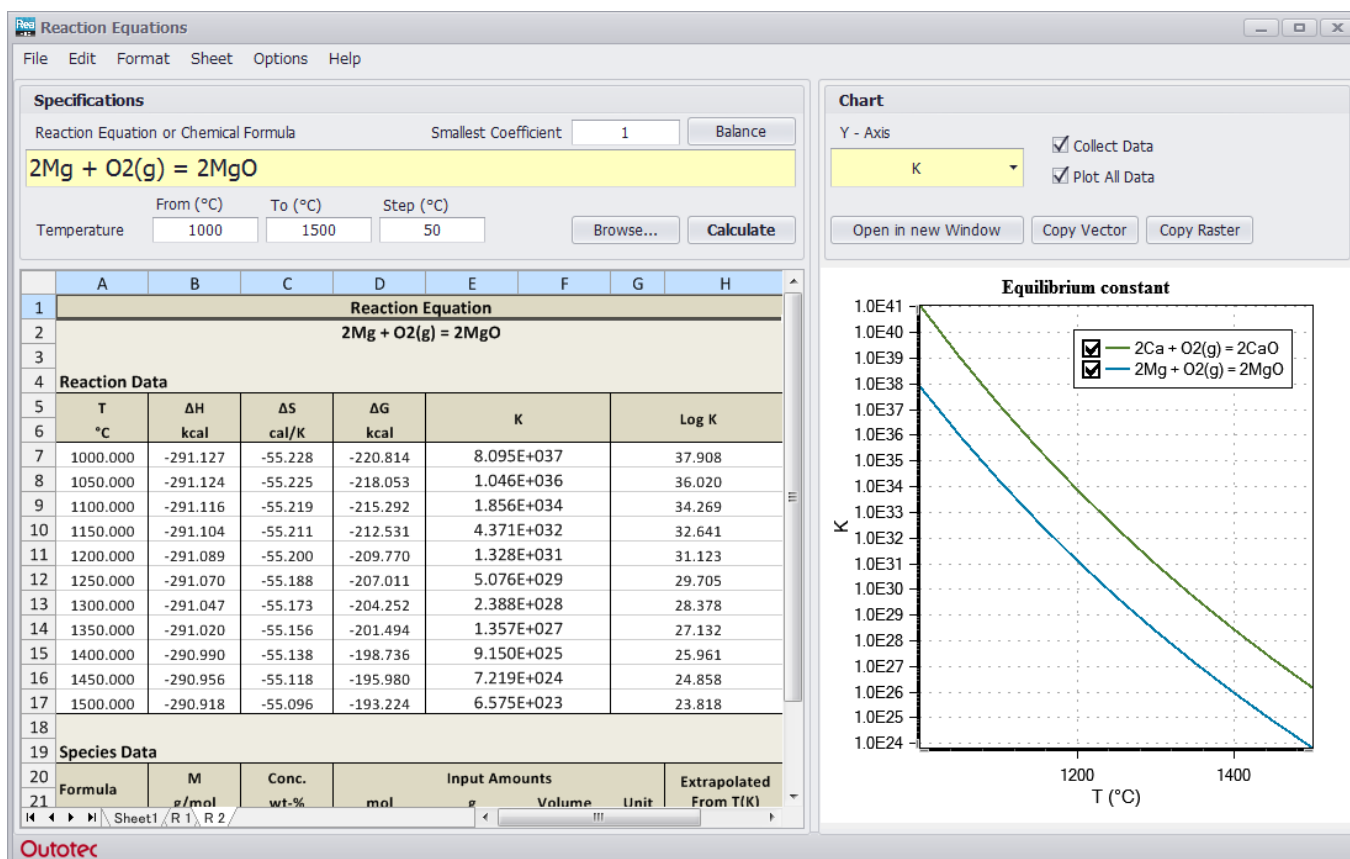 Rea Reaction Equations
File Edit Format Sheet Options Help
Specifications
Reaction Equation or Chemical Formula Smallest Coefficient 1 Balance
2Mg + O2(g) = 2MgO
From (°C) To (°C) Step (°C)
Temperature 1000 1500 50 Browse... Calculate
A B C D E F G H
1 Reaction Equation
2 2Mg + O2(g) = 2MgO
3
4 Reaction Data
5 T ΔH ΔS ΔG K Log K
6 °C kcal cal/K kcal
7 1000.000 -291.127 -55.228 -220.814 8.095E+037 37.908
8 1050.000 -291.124 -55.225 -218.053 1.046E+036 36.020
9 1100.000 -291.116 -55.219 -215.292 1.856E+034 34.269
10 1150.000 -291.104 -55.211 -212.531 4.371E+032 32.641
11 1200.000 -291.089 -55.200 -209.770 1.328E+031 31.123
12 1250.000 -291.070 -55.188 -207.011 5.076E+029 29.705
13 1300.000 -291.047 -55.173 -204.252 2.388E+028 28.378
14 1350.000 -291.020 -55.156 -201.494 1.357E+027 27.132
15 1400.000 -290.990 -55.138 -198.736 9.150E+025 25.961
16 1450.000 -290.956 -55.118 -195.980 7.219E+024 24.858
17 1500.000 -290.918 -55.096 -193.224 6.575E+023 23.818
18
19 Species Data
20 Formula M Conc. Input Amounts Extrapolated
21 g/mol wt-% mol g Volume Unit From T(K)
Sheet1 R 1 R 2
Outotec
Chart
Y - Axis
K
Collect Data
Plot All Data
Open in new Window Copy Vector Copy Raster
Equilibrium constant
1.0E41
1.0E40
1.0E39
1.0E38
1.0E37
1.0E36
1.0E35
1.0E34
1.0E33
1.0E32
1.0E31
1.0E30
1.0E29
1.0E28
1.0E27
1.0E26
1.0E25
1.0E24
K
2Ca + O2(g) = 2CaO
2Mg + O2(g) = 2MgO
1200 1400
T (°C)